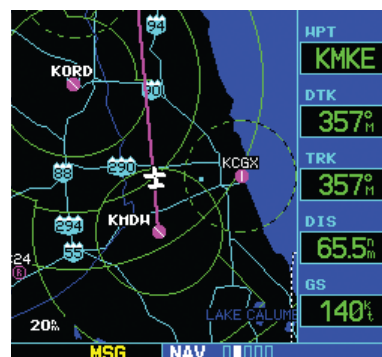 94
WPT
KMKE
KORD
90
DTK
357°M
KCGX
TRK
357°M
88
290
KMDW
DIS
65.5nm
294
55
24
R
GS
140kt
LAKE CALUME
20nm
MSG NAV